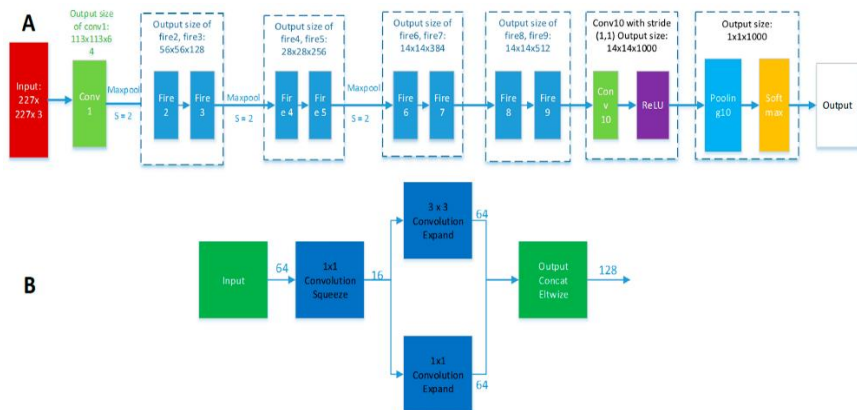 A
Output size
of conv1:
113x113x6
4
Output size of
fire2, fire3:
56x56x128
Output size of
fire4, fire5:
28x28x256
Output size of
fire6, fire7:
14x14x384
Output size of
fire8, fire9:
14x14x512
Conv10 with stride
(1,1) Output size:
14x14x1000
Output size:
1x1x1000
Input:
227x
227x 3
Conv
1
Maxpool
S = 2
Fire
2
Fire
3
Maxpool
S = 2
Fir
e 4
Fir
e 5
Maxpool
S = 2
Fire
6
Fire
7
Fire
8
Fire
9
Con
v
10
ReLU
Poolin
g10
Soft
max
Output
B
Input
64
1x1
Convolution
Squeeze
16
3 x 3
Convolution
Expand
64
1x1
Convolution
Expand
64
Output
Concat
Eltwize
128